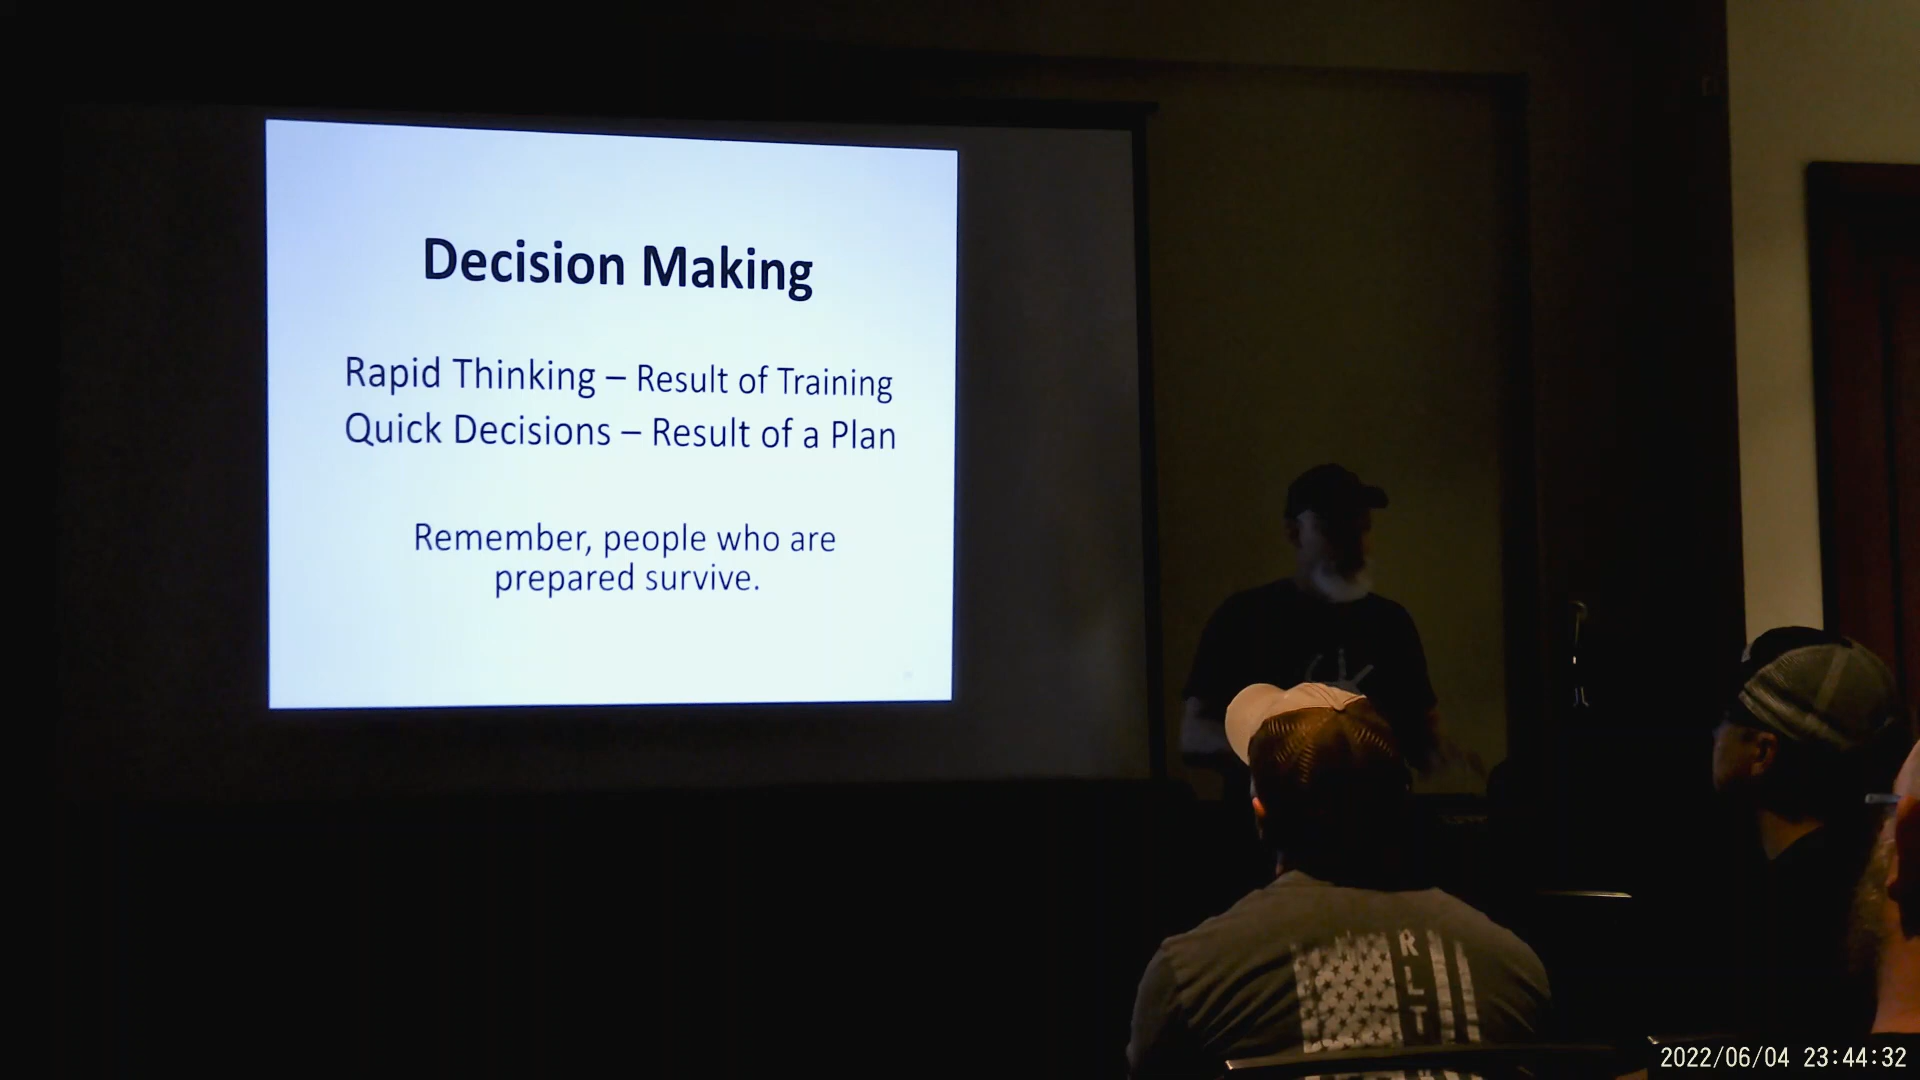 Decision Making
Rapid Thinking – Result of Training
Quick Decisions – Result of a Plan
Remember, people who are
prepared survive.
R
L
T
2022/06/04 23:44:32